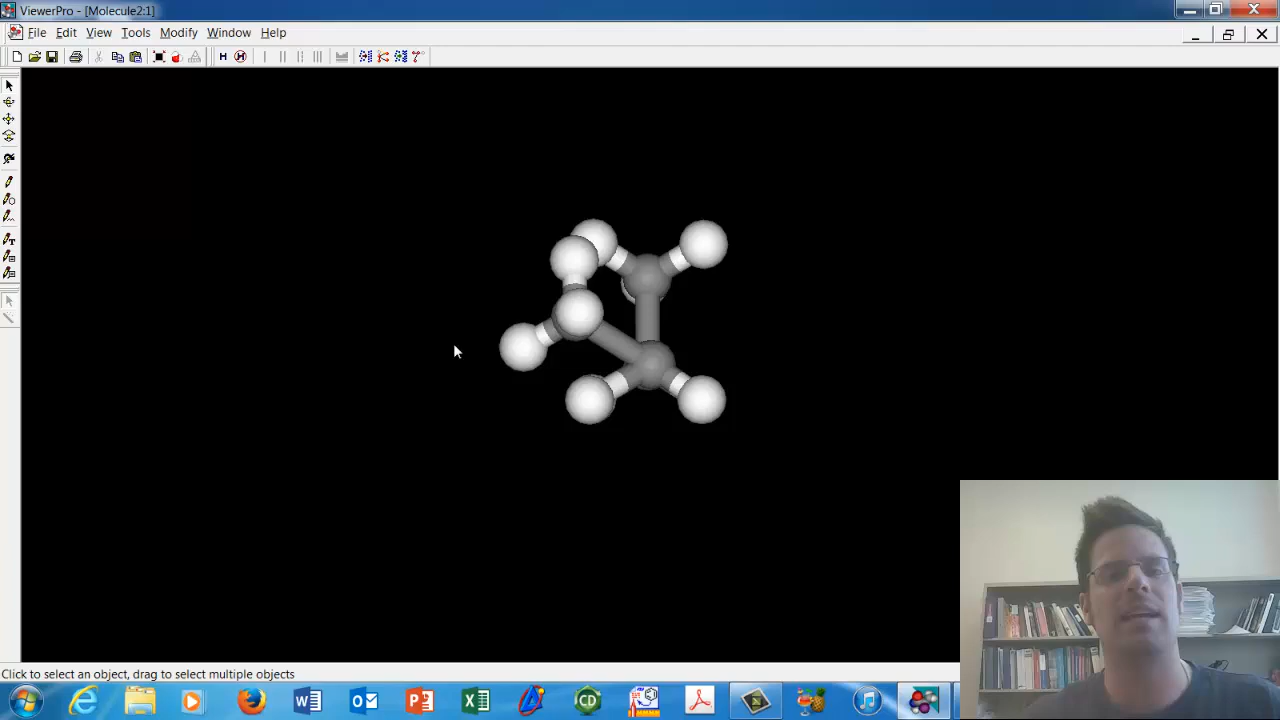 ViewerPro - [Molecule2:1]
File Edit View Tools Modify Window Help
H H
Click to select an object, drag to select multiple objects